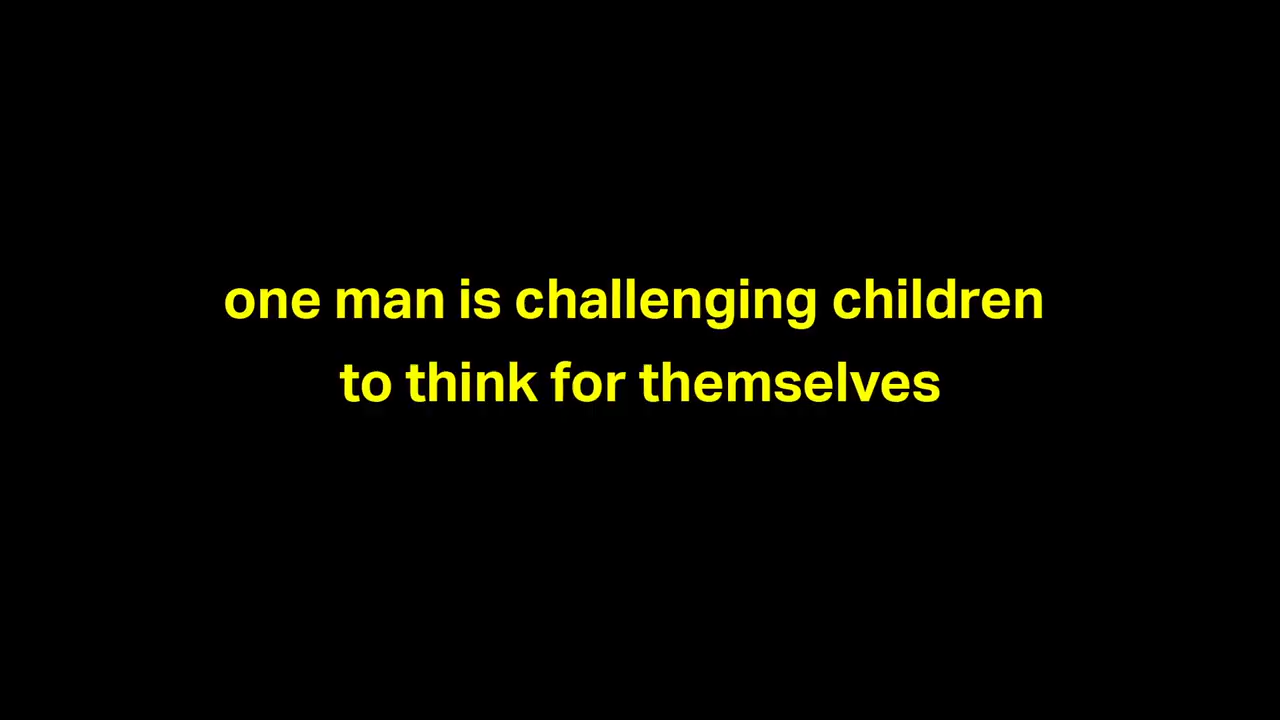 one man is challenging children
to think for themselves